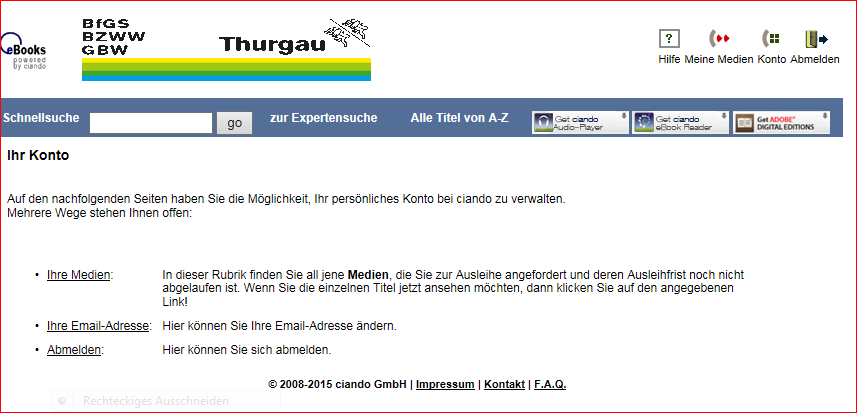 eBooks
powered
by ciando
BfGS
BZWW
GBW
Thurgau
?
Hilfe Meine Medien Konto Abmelden
Schnellsuche go zur Expertensuche Alle Titel von A-Z
Get ciando
Audio-Player
Get ciando
eBook Reader
Get ADOBE®
DIGITAL EDITIONS
Ihr Konto
Auf den nachfolgenden Seiten haben Sie die Möglichkeit, Ihr persönliches Konto bei ciando zu verwalten.
Mehrere Wege stehen Ihnen offen:
• Ihre Medien: In dieser Rubrik finden Sie all jene Medien, die Sie zur Ausleihe angefordert und deren Ausleihfrist noch nicht
abgelaufen ist. Wenn Sie die einzelnen Titel jetzt ansehen möchten, dann klicken Sie auf den angegebenen
Link!
• Ihre Email-Adresse: Hier können Sie Ihre Email-Adresse ändern.
• Abmelden: Hier können Sie sich abmelden.
© 2008-2015 ciando GmbH | Impressum | Kontakt | F.A.Q.
Rechteckiges Ausschneiden